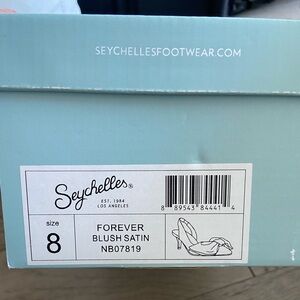 SEYCHELLESFOOTWEAR.COM
Seychelles®
EST. 1984
LOS ANGELES
8 89543 84441 4
size
8
FOREVER
BLUSH SATIN
NB07819